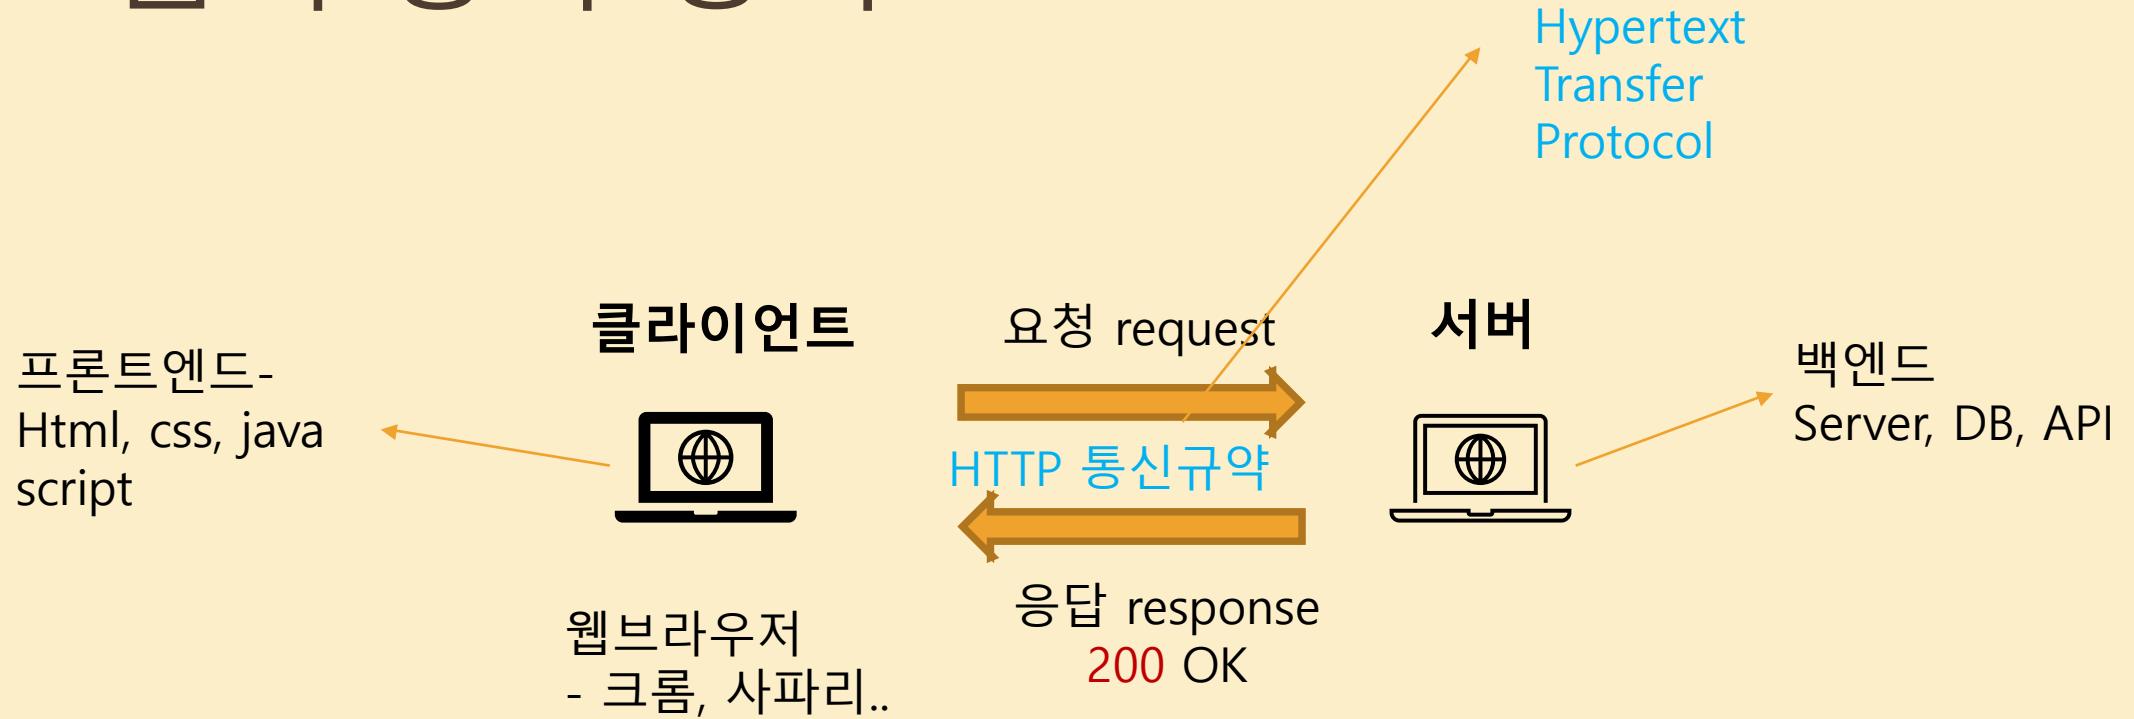 Hypertext
Transfer
Protocol
클라이언트
요청 request
서버
프론트엔드-
Html, css, java
script
백엔드
Server, DB, API
HTTP 통신규약
웹브라우저
- 크롬, 사파리..
응답 response
200 OK